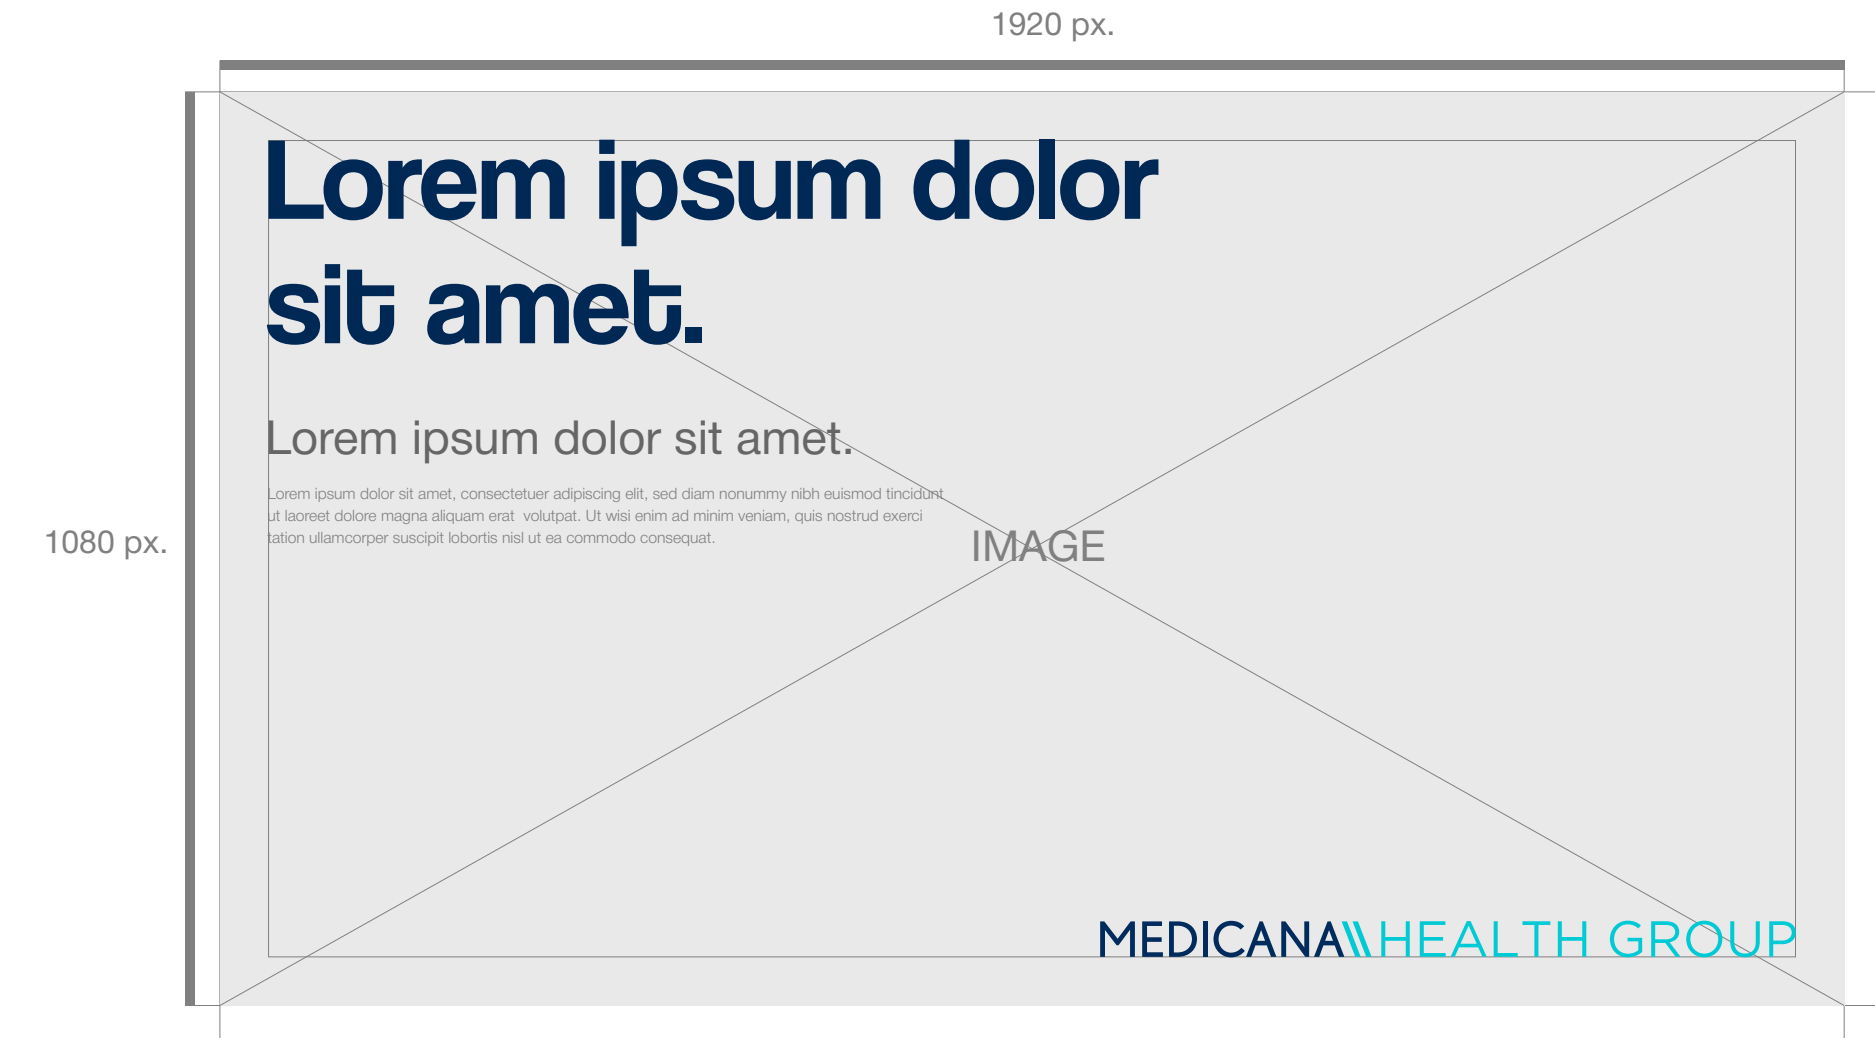 1920 px.
Lorem ipsum dolor
sit amet.
Lorem ipsum dolor sit amet.
Lorem ipsum dolor sit amet, consectetuer adipiscing elit, sed diam nonummy nibh euismod tincidunt
ut laoreet dolore magna aliquam erat  volutpat. Ut wisi enim ad minim veniam, quis nostrud exerci
tation ullamcorper suscipit lobortis nisl ut ea commodo consequat.
1080 px.
IMAGE
MEDICANA\\HEALTH GROUP